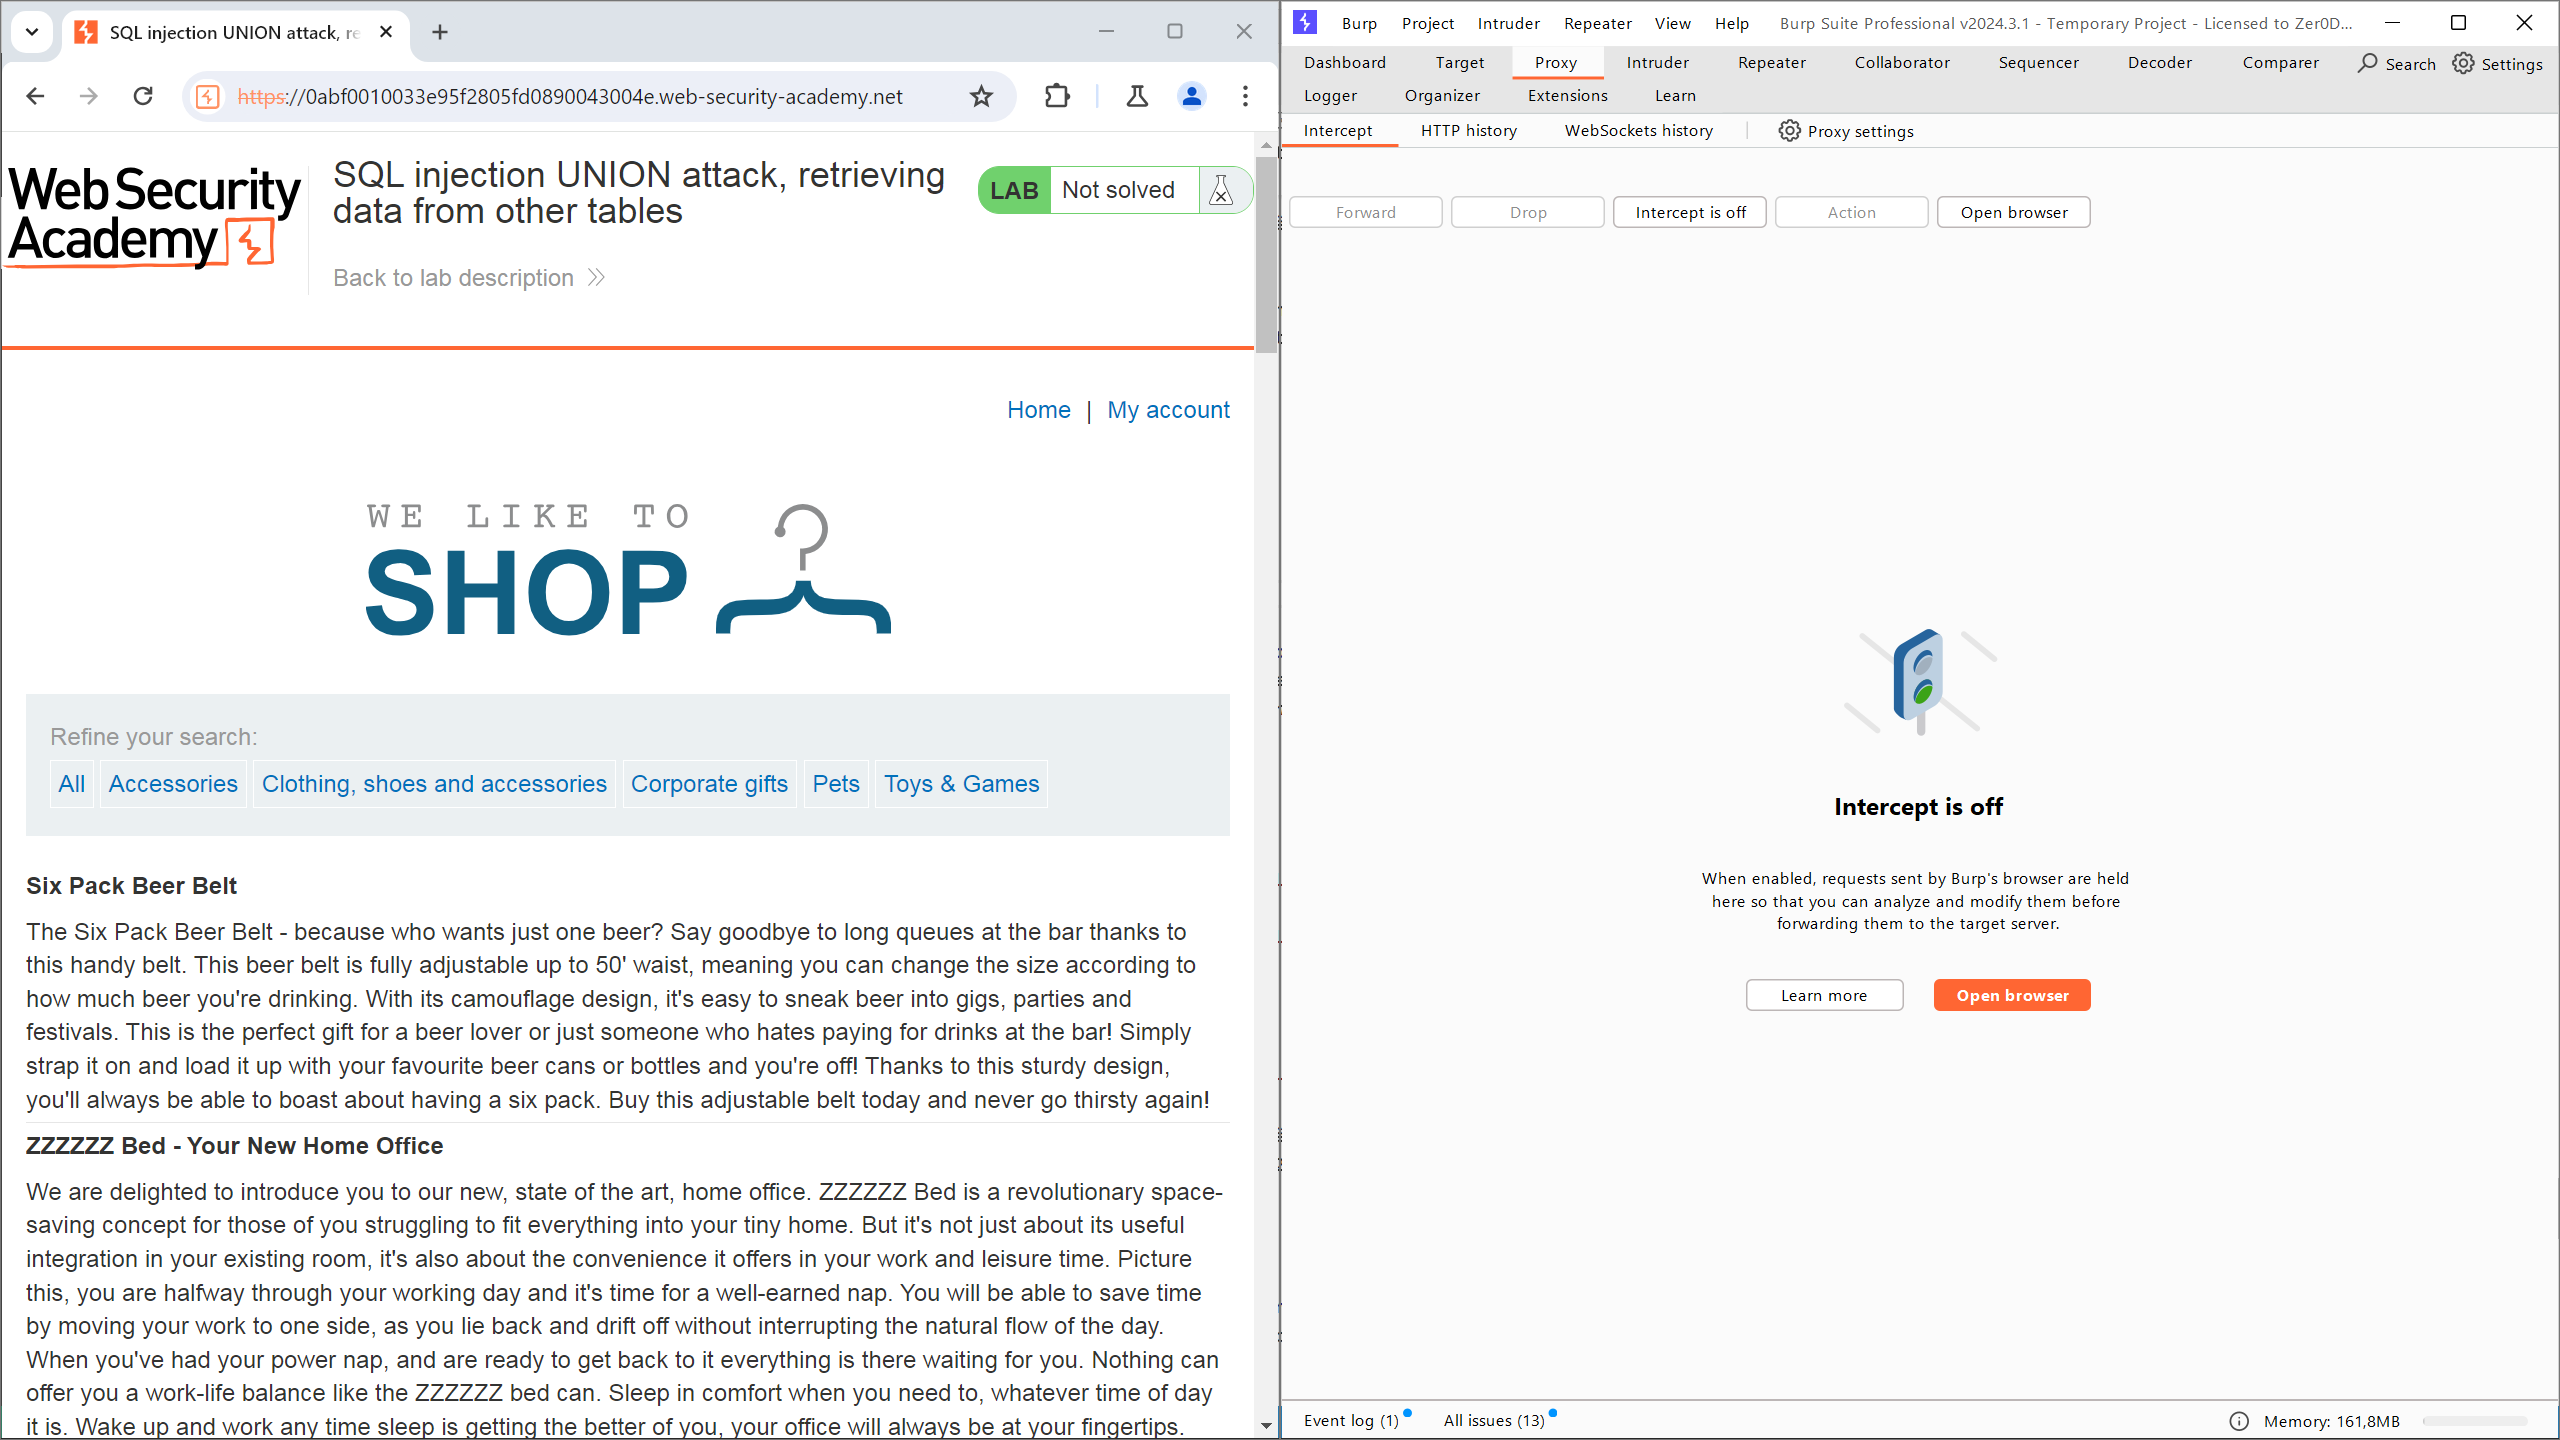 SQL injection UNION attack, re
https://0abf0010033e95f2805fd0890043004e.web-security-academy.net
Web Security
Academy
SQL injection UNION attack, retrieving
data from other tables
LAB Not solved
Back to lab description
Home | My account
WE LIKE TO
SHOP
Refine your search:
All Accessories Clothing, shoes and accessories Corporate gifts Pets Toys & Games
Six Pack Beer Belt
The Six Pack Beer Belt - because who wants just one beer? Say goodbye to long queues at the bar thanks to
this handy belt. This beer belt is fully adjustable up to 50' waist, meaning you can change the size according to
how much beer you're drinking. With its camouflage design, it's easy to sneak beer into gigs, parties and
festivals. This is the perfect gift for a beer lover or just someone who hates paying for drinks at the bar! Simply
strap it on and load it up with your favourite beer cans or bottles and you're off! Thanks to this sturdy design,
you'll always be able to boast about having a six pack. Buy this adjustable belt today and never go thirsty again!
ZZZZZZ Bed - Your New Home Office
We are delighted to introduce you to our new, state of the art, home office. ZZZZZZ Bed is a revolutionary space-
saving concept for those of you struggling to fit everything into your tiny home. But it's not just about its useful
integration in your existing room, it's also about the convenience it offers in your work and leisure time. Picture
this, you are halfway through your working day and it's time for a well-earned nap. You will be able to save time
by moving your work to one side, as you lie back and drift off without interrupting the natural flow of the day.
When you've had your power nap, and are ready to get back to it everything is there waiting for you. Nothing can
offer you a work-life balance like the ZZZZZZ bed can. Sleep in comfort when you need to, whatever time of day
it is. Wake up and work any time sleep is getting the better of you, your office will always be at your fingertips.
Burp Project Intruder Repeater View Help Burp Suite Professional v2024.3.1 - Temporary Project - Licensed to Zer0D...
Dashboard Target Proxy Intruder Repeater Collaborator Sequencer Decoder Comparer Search Settings
Logger Organizer Extensions Learn
Intercept HTTP history WebSockets history Proxy settings
Forward Drop Intercept is off Action Open browser
Intercept is off
When enabled, requests sent by Burp's browser are held
here so that you can analyze and modify them before
forwarding them to the target server.
Learn more Open browser
Event log (1) All issues (13) Memory: 161,8MB